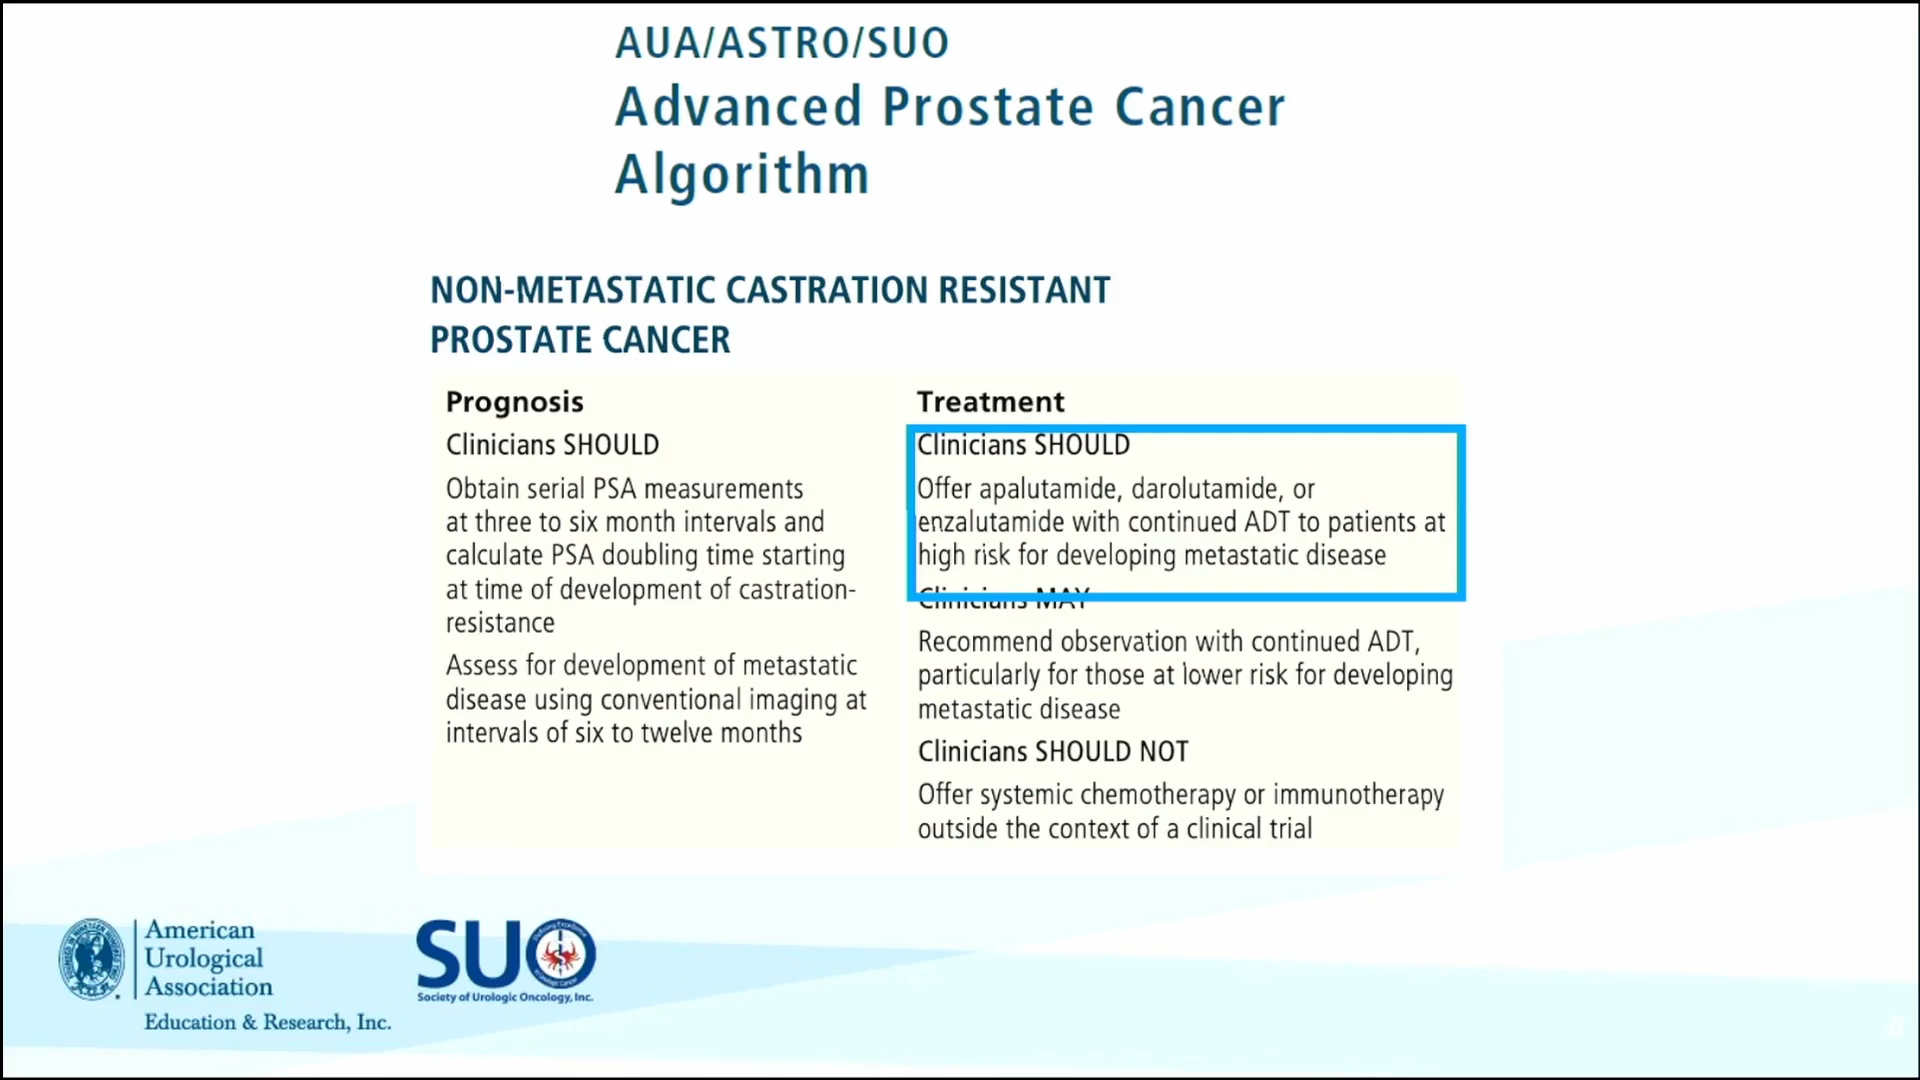 AUA/ASTRO/SUO
Advanced Prostate Cancer
Algorithm
NON-METASTATIC CASTRATION RESISTANT
PROSTATE CANCER
Prognosis
Clinicians SHOULD
Obtain serial PSA measurements
at three to six month intervals and
calculate PSA doubling time starting
at time of development of castration-
resistance
Assess for development of metastatic
disease using conventional imaging at
intervals of six to twelve months
Treatment
Clinicians SHOULD
Offer apalutamide, darolutamide, or
enzalutamide with continued ADT to patients at
high risk for developing metastatic disease
Clinicians MAY
Recommend observation with continued ADT,
particularly for those at lower risk for developing
metastatic disease
Clinicians SHOULD NOT
Offer systemic chemotherapy or immunotherapy
outside the context of a clinical trial
American
Urological
Association
Education & Research, Inc.
SUO
Society of Urologic Oncology, Inc.